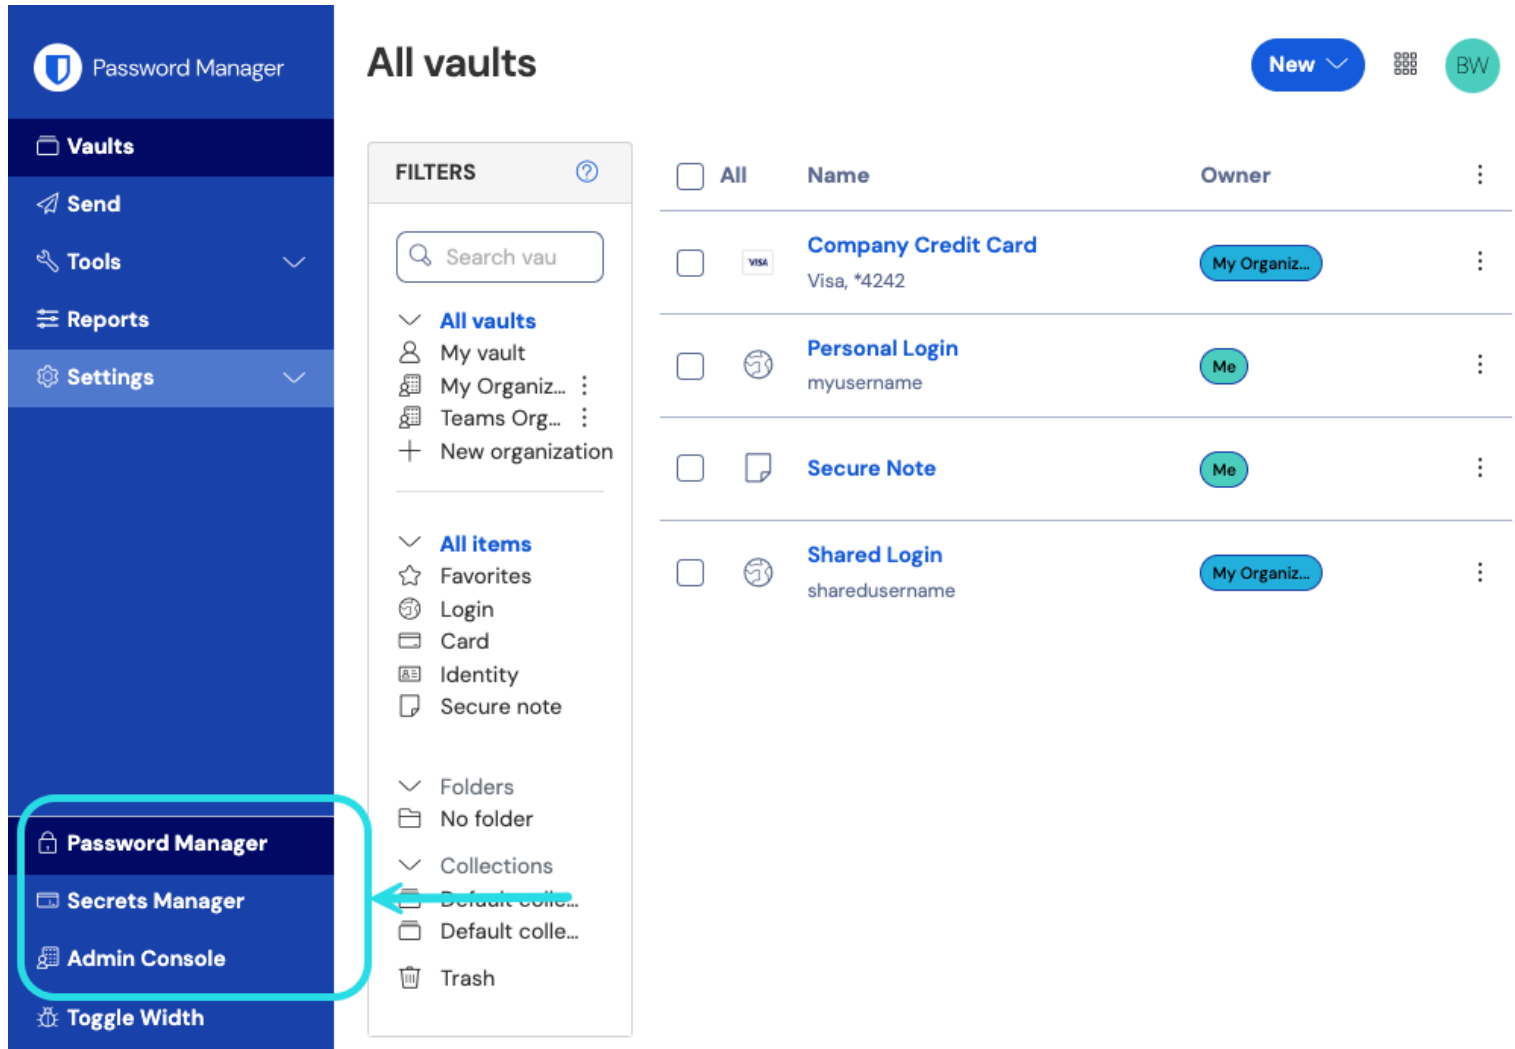 Password Manager
Vaults
Send
Tools
Reports
Settings
Password Manager
Secrets Manager
Admin Console
Toggle Width
All vaults
New
BW
FILTERS
Search vau
All vaults
My vault
My Organiz...
Teams Org...
New organization
All items
Favorites
Login
Card
Identity
Secure note
Folders
No folder
Collections
Default colle...
Default colle...
Trash
All Name Owner
VISA
Company Credit Card
Visa, *4242
My Organiz...
Personal Login
myusername
Me
Secure Note
Me
Shared Login
sharedusername
My Organiz...